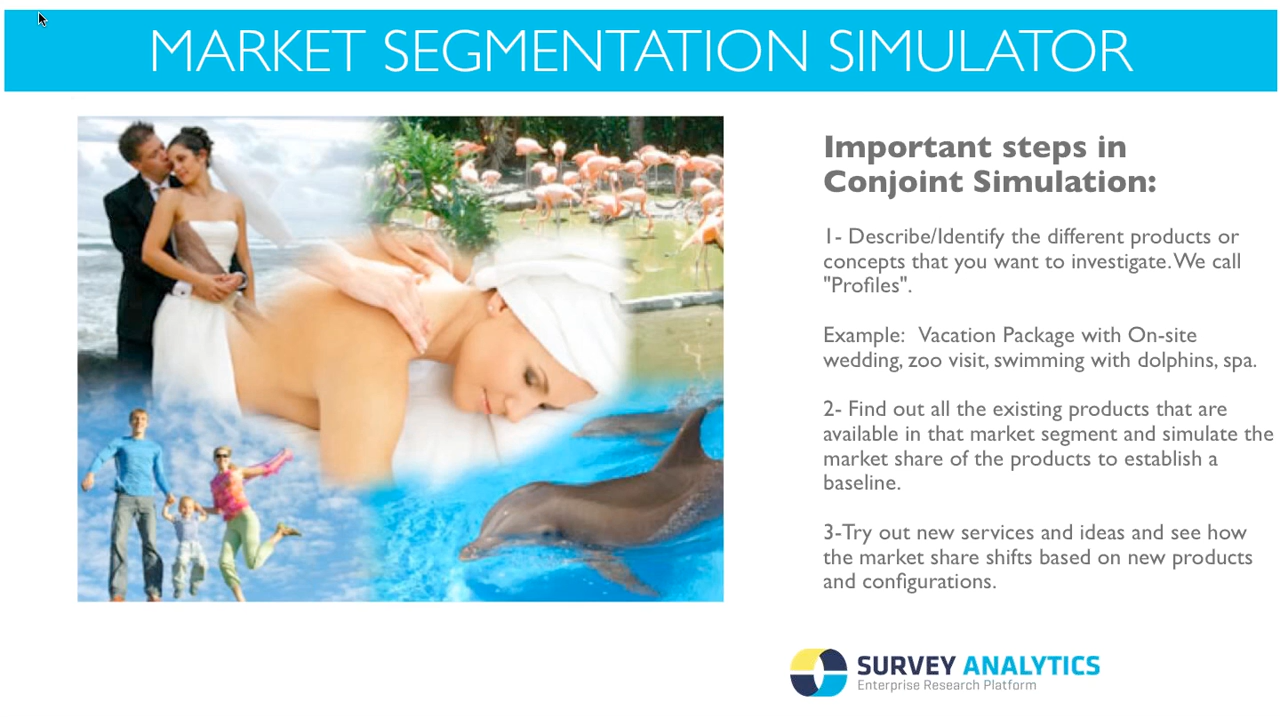 MARKET SEGMENTATION SIMULATOR
Important steps in
Conjoint Simulation:
1- Describe/Identify the different products or
concepts that you want to investigate. We call
"Profiles".
Example:  Vacation Package with On-site
wedding, zoo visit, swimming with dolphins, spa.
2- Find out all the existing products that are
available in that market segment and simulate the
market share of the products to establish a
baseline.
3-Try out new services and ideas and see how
the market share shifts based on new products
and configurations.
SURVEY ANALYTICS
Enterprise Research Platform